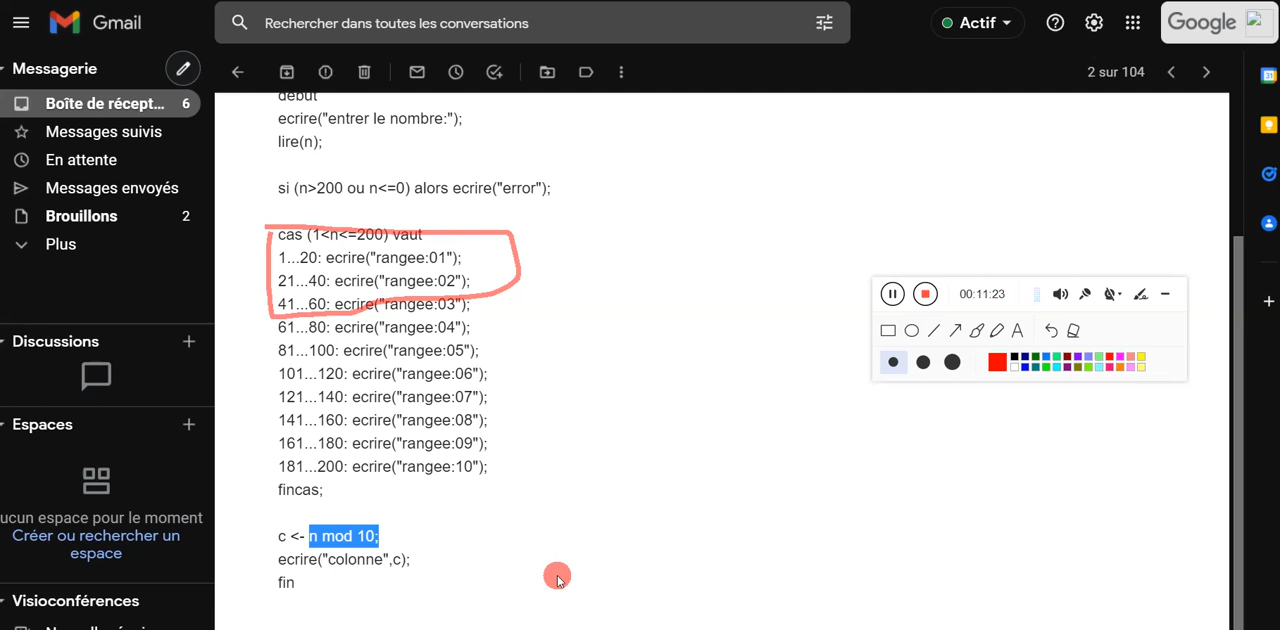 Gmail
Rechercher dans toutes les conversations
Actif
Google
Messagerie
2 sur 104
Boîte de récept... 6
Messages suivis
En attente
Messages envoyés
Brouillons 2
Plus
Discussions
Espaces
ucun espace pour le moment
Créer ou rechercher un
espace
Visioconférences
debut
ecrire("entrer le nombre:");
lire(n);
si (n>200 ou n<=0) alors ecrire("error");
cas (1<n<=200) vaut
1...20: ecrire("rangee:01");
21...40: ecrire("rangee:02");
41...60: ecrire("rangee:03");
61...80: ecrire("rangee:04");
81...100: ecrire("rangee:05");
101...120: ecrire("rangee:06");
121...140: ecrire("rangee:07");
141...160: ecrire("rangee:08");
161...180: ecrire("rangee:09");
181...200: ecrire("rangee:10");
fincas;
c <- n mod 10;
ecrire("colonne",c);
fin
00:11:23
A
31